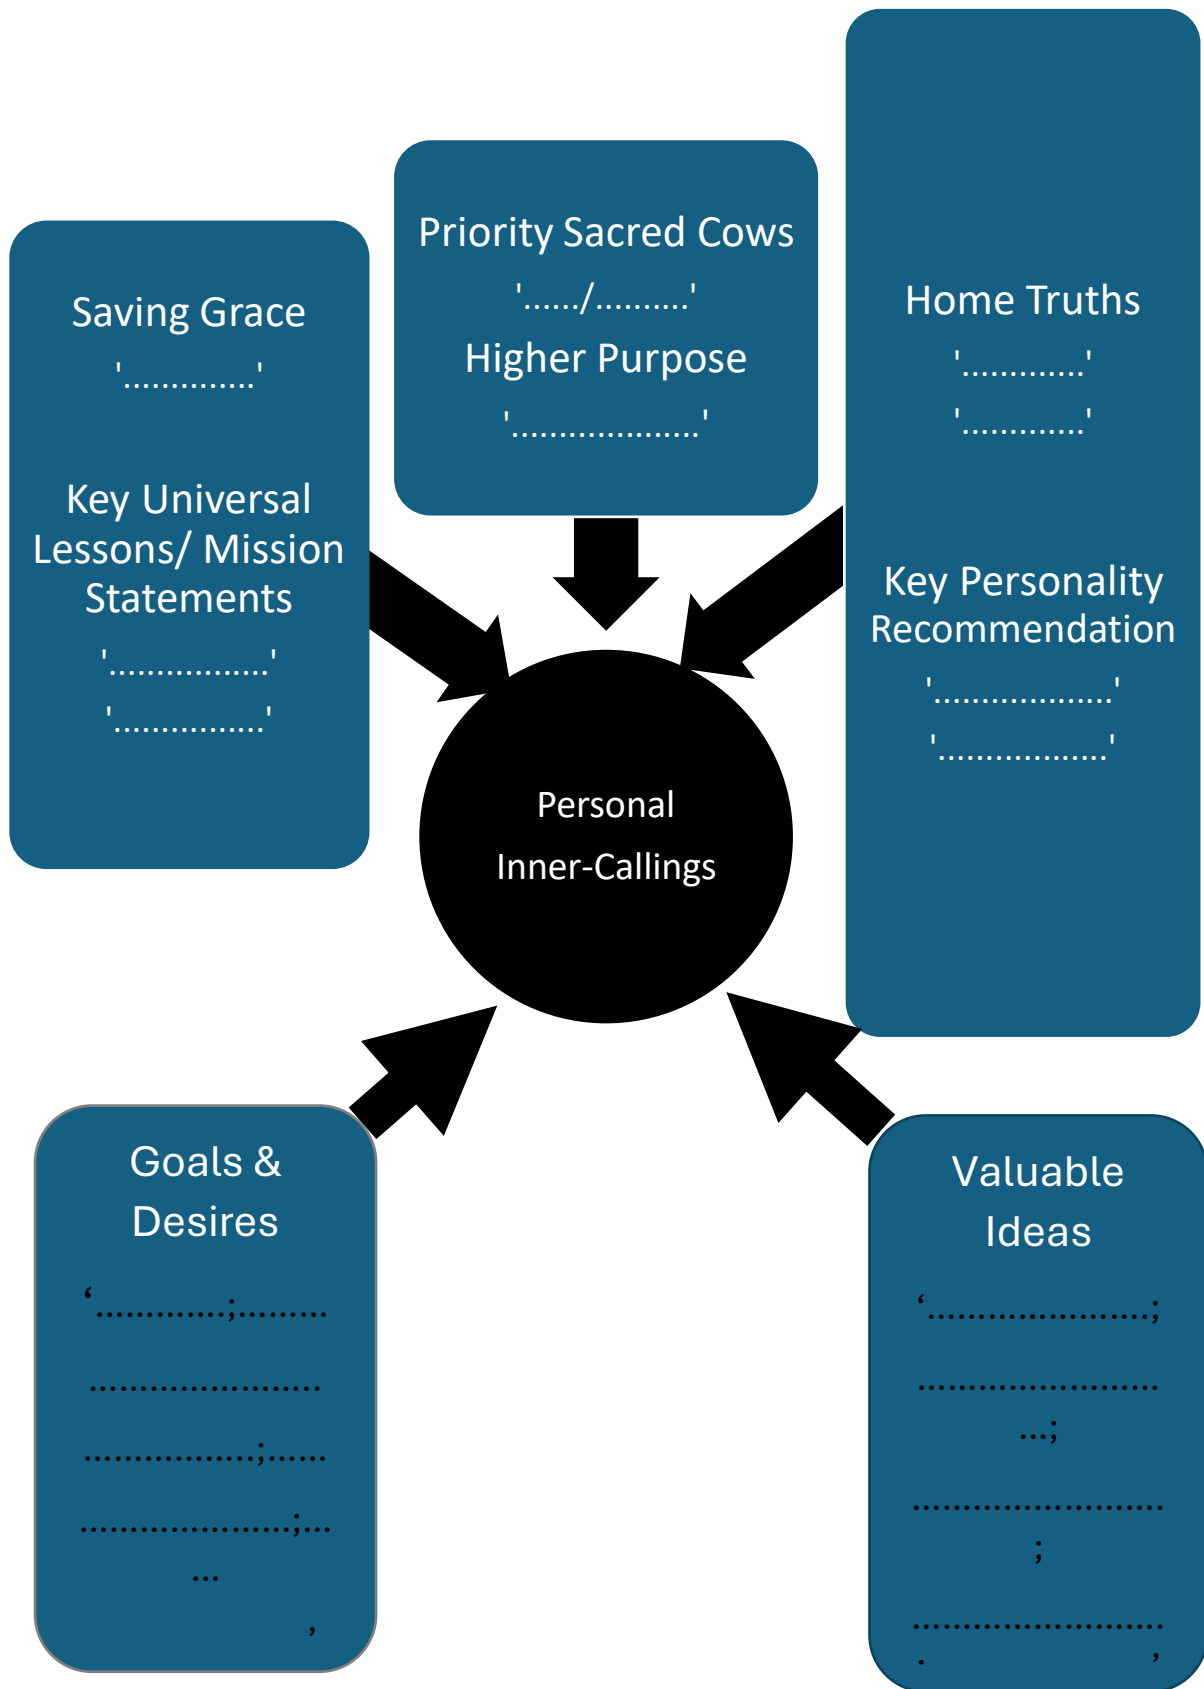 Saving Grace
'..............'
Key Universal
Lessons/ Mission
Statements
'.................'
'................'
Priority Sacred Cows
'....../..........'
Higher Purpose
'....................'
Home Truths
'.............'
'.............'
Key Personality
Recommendation
'...................'
'..................'
Personal
Inner-Callings
Goals &
Desires
‘.............;.........
.......................
.................;......
.....................;...
...
’
Valuable
Ideas
‘......................;
........................
...;
.........................
;
.........................
. ’